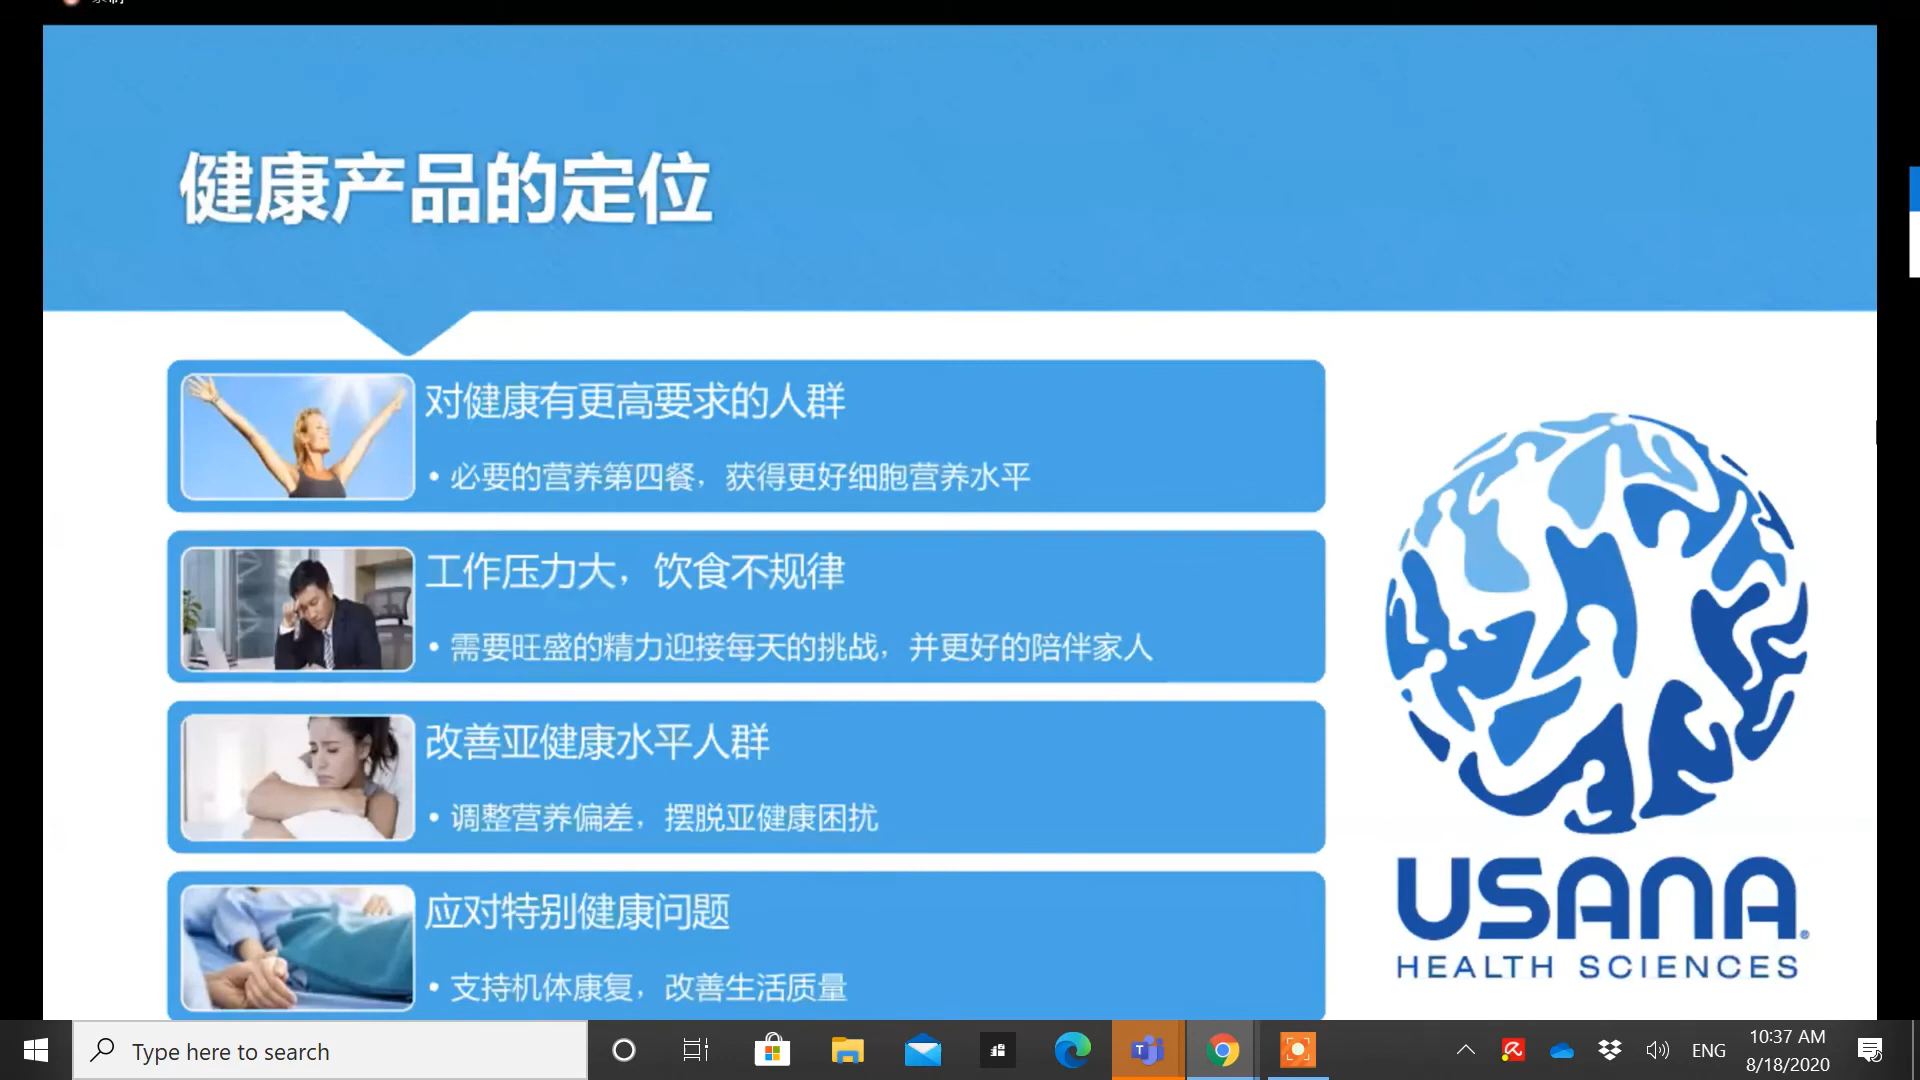 健康产品的定位
对健康有更高要求的人群
• 必要的营养第四餐，获得更好细胞营养水平
工作压力大，饮食不规律
• 需要旺盛的精力迎接每天的挑战，并更好的陪伴家人
改善亚健康水平人群
• 调整营养偏差，摆脱亚健康困扰
应对特别健康问题
• 支持机体康复，改善生活质量
USANA®
HEALTH SCIENCES
Type here to search
ENG
10:37 AM
8/18/2020